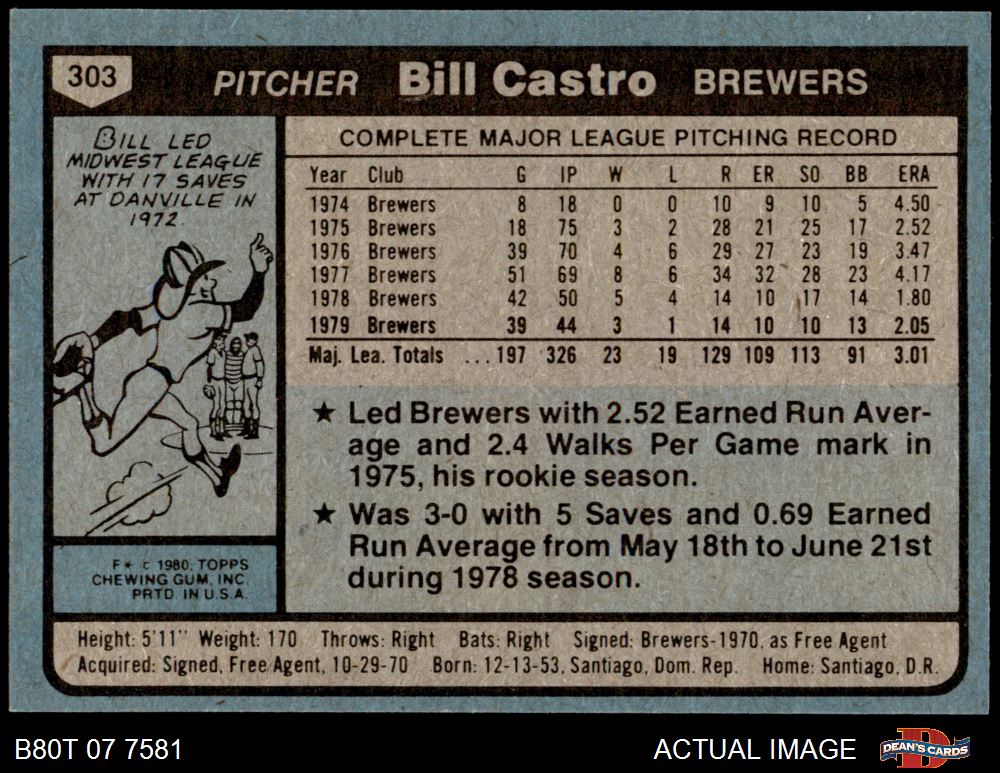 303 PITCHER Bill Castro BREWERS
BILL LED
MIDWEST LEAGUE
WITH 17 SAVES
AT DANVILLE IN
1972.
COMPLETE MAJOR LEAGUE PITCHING RECORD
Year Club G IP W L R ER SO BB ERA
1974 Brewers 8 18 0 0 10 9 10 5 4.50
1975 Brewers 18 75 3 2 28 21 25 17 2.52
1976 Brewers 39 70 4 6 29 27 23 19 3.47
1977 Brewers 51 69 8 6 34 32 28 23 4.17
1978 Brewers 42 50 5 4 14 10 17 14 1.80
1979 Brewers 39 44 3 1 14 10 10 13 2.05
Maj. Lea. Totals ... 197 326 23 19 129 109 113 91 3.01
★ Led Brewers with 2.52 Earned Run Aver-
age and 2.4 Walks Per Game mark in
1975, his rookie season.
★ Was 3-0 with 5 Saves and 0.69 Earned
Run Average from May 18th to June 21st
during 1978 season.
F* c 1980, TOPPS
CHEWING GUM, INC.
PRTD. IN U.S.A.
Height: 5'11" Weight: 170 Throws: Right Bats: Right Signed: Brewers-1970, as Free Agent
Acquired: Signed, Free Agent, 10-29-70 Born: 12-13-53, Santiago, Dom. Rep. Home: Santiago, D.R.
B80T 07 7581 ACTUAL IMAGE DEAN'S CARDS